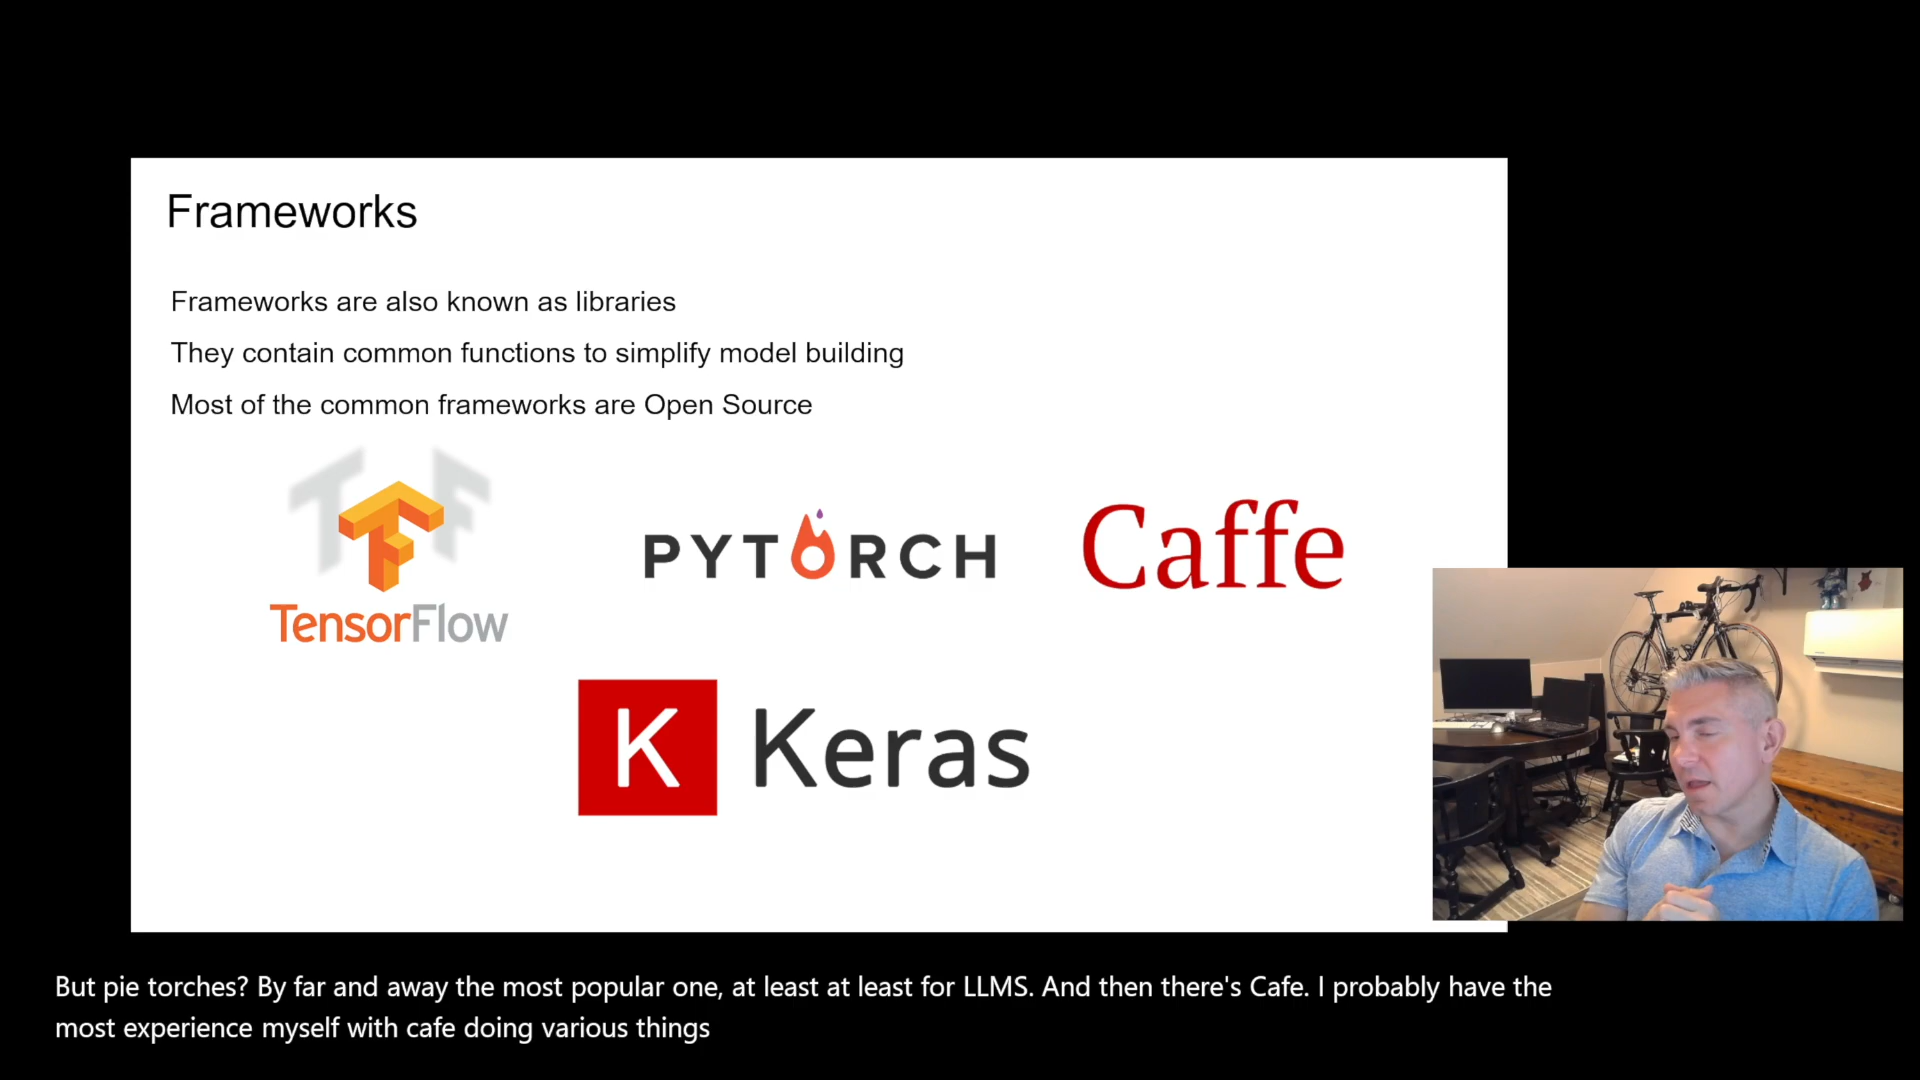 Frameworks
Frameworks are also known as libraries
They contain common functions to simplify model building
Most of the common frameworks are Open Source
TF
TensorFlow
PYTORCH
Caffe
K Keras
But pie torches? By far and away the most popular one, at least at least for LLMS. And then there's Cafe. I probably have the
most experience myself with cafe doing various things